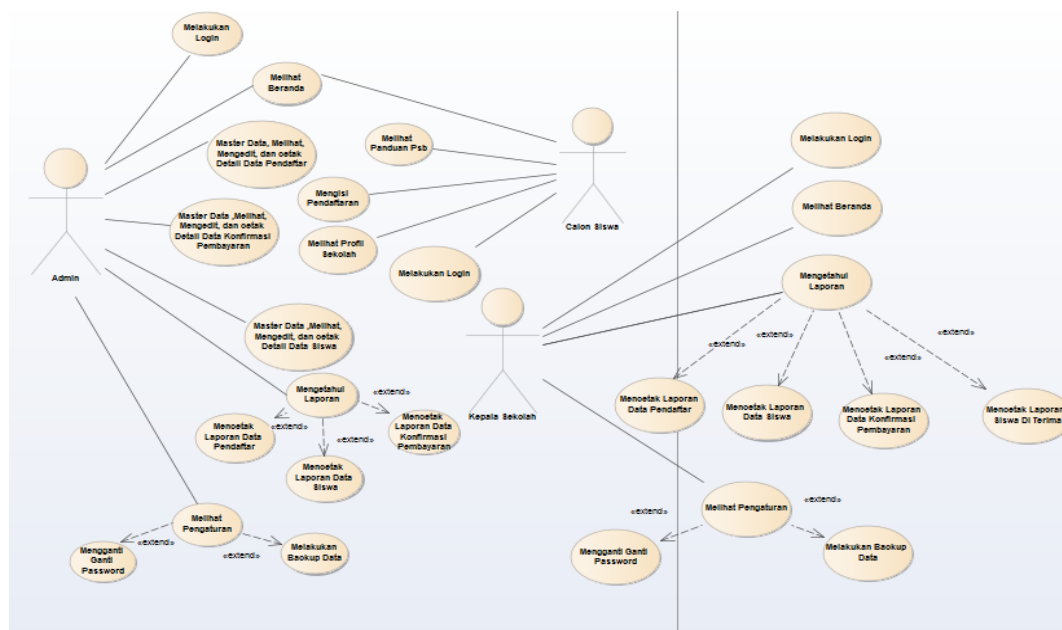 Melakukan
Login
Melihat
Beranda
Master Data, Melihat,
Mengedit, dan cetak
Detail Data Pendaftar
Melihat
Panduan Psb
Mengisi
Pendaftaran
Master Data ,Melihat,
Mengedit, dan cetak
Detail Data Konfirmasi
Pembayaran
Melihat Profil
Sekolah
Melakukan Login
Admin
Calon Siswa
Master Data ,Melihat,
Mengedit, dan cetak
Detail Data Siswa
Mengetahui
Laporan
«extend»
«extend»
«extend»
Mencetak
Laporan Data
Pendaftar
Mencetak
Laporan Data
Konfirmasi
Pembayaran
Mencetak
Laporan Data
Siswa
Melihat
Pengaturan
«extend»
«extend»
Mengganti
Ganti
Password
Melakukan
Backup Data
Kepala Sekolah
Melakukan Login
Melihat Beranda
Mengetahui
Laporan
«extend»
«extend»
«extend»
«extend»
Mencetak Laporan
Data Pendaftar
Mencetak Laporan
Data Siswa
Mencetak Laporan
Data Konfirmasi
Pembayaran
Mencetak Laporan
Siswa Di Terima
Melihat Pengaturan
«extend»
«extend»
Mengganti Ganti
Password
Melakukan Backup
Data